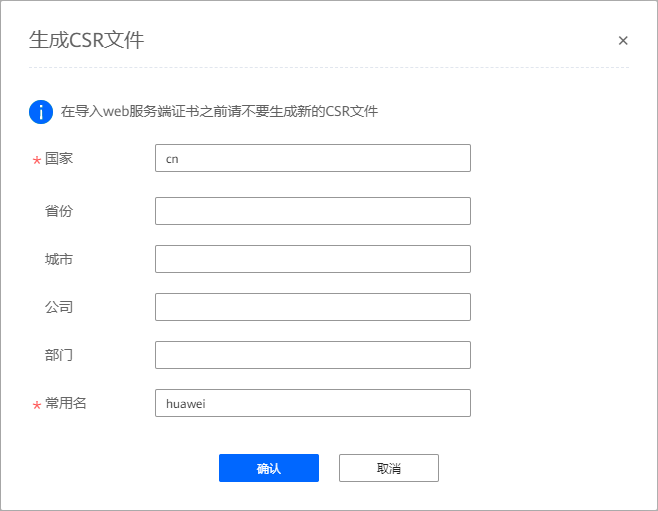 生成CSR文件
在导入web服务端证书之前请不要生成新的CSR文件
* 国家 cn
省份
城市
公司
部门
* 常用名 huawei
确认 取消